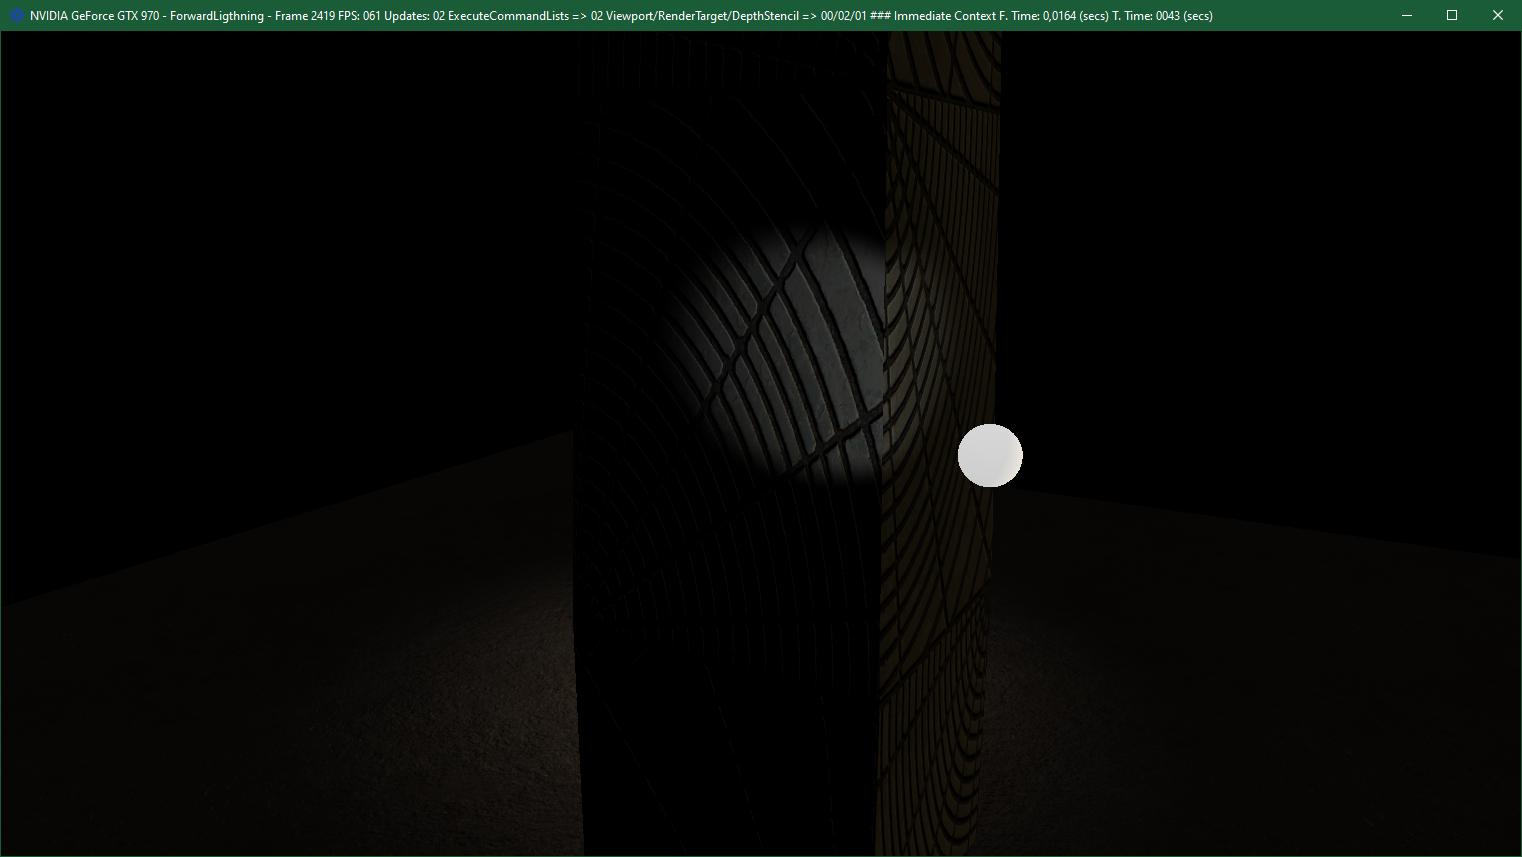 NVIDIA GeForce GTX 970 - ForwardLigthning - Frame 2419 FPS: 061 Updates: 02 ExecuteCommandLists => 02 Viewport/RenderTarget/DepthStencil => 00/02/01 ### Immediate Context F. Time: 0,0164 (secs) T. Time: 0043 (secs)